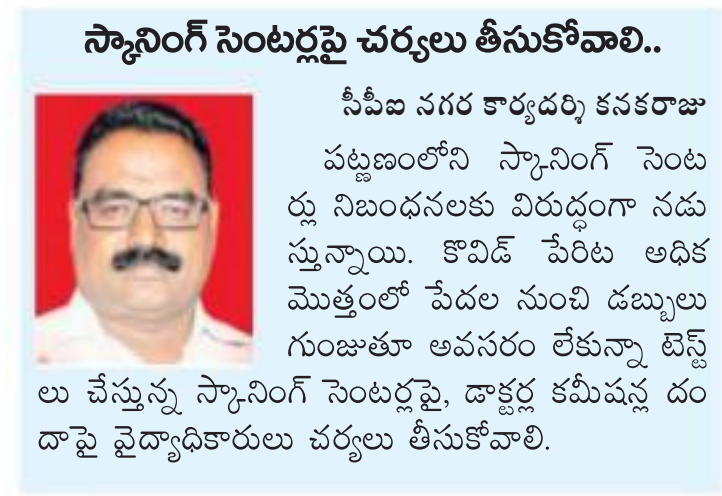 స్కానింగ్ సెంటర్లపై చర్యలు తీసుకోవాలి..
సీపీఐ నగర కార్యదర్శి కనకరాజు
పట్టణంలోని స్కానింగ్ సెంట
ర్లు నిబంధనలకు విరుద్ధంగా నడు
స్తున్నాయి. కొవిడ్ పేరిట అధిక
మొత్తంలో పేదల నుంచి డబ్బులు
గుంజుతూ అవసరం లేకున్నా టెస్ట్
లు చేస్తున్న స్కానింగ్ సెంటర్లపై, డాక్టర్ల కమీషన్ల దం
దాపై వైద్యాధికారులు చర్యలు తీసుకోవాలి.